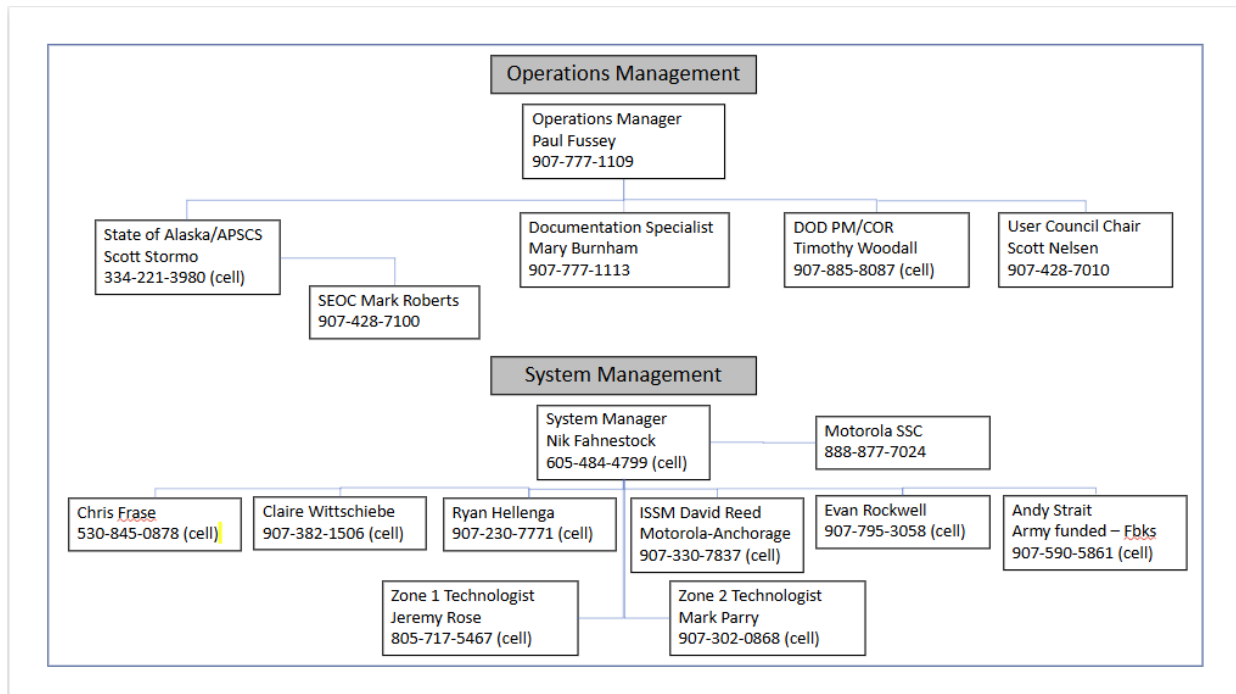 Operations Management
Operations Manager
Paul Fussey
907-777-1109
State of Alaska/APSCS
Scott Stormo
334-221-3980 (cell)
SEOC Mark Roberts
907-428-7100
Documentation Specialist
Mary Burnham
907-777-1113
DOD PM/COR
Timothy Woodall
907-885-8087 (cell)
User Council Chair
Scott Nelsen
907-428-7010
System Management
System Manager
Nik Fahnestock
605-484-4799 (cell)
Motorola SSC
888-877-7024
Chris Frase
530-845-0878 (cell)
Claire Wittschiebe
907-382-1506 (cell)
Ryan Hellenga
907-230-7771 (cell)
ISSM David Reed
Motorola-Anchorage
907-330-7837 (cell)
Evan Rockwell
907-795-3058 (cell)
Andy Strait
Army funded – Fbks
907-590-5861 (cell)
Zone 1 Technologist
Jeremy Rose
805-717-5467 (cell)
Zone 2 Technologist
Mark Parry
907-302-0868 (cell)